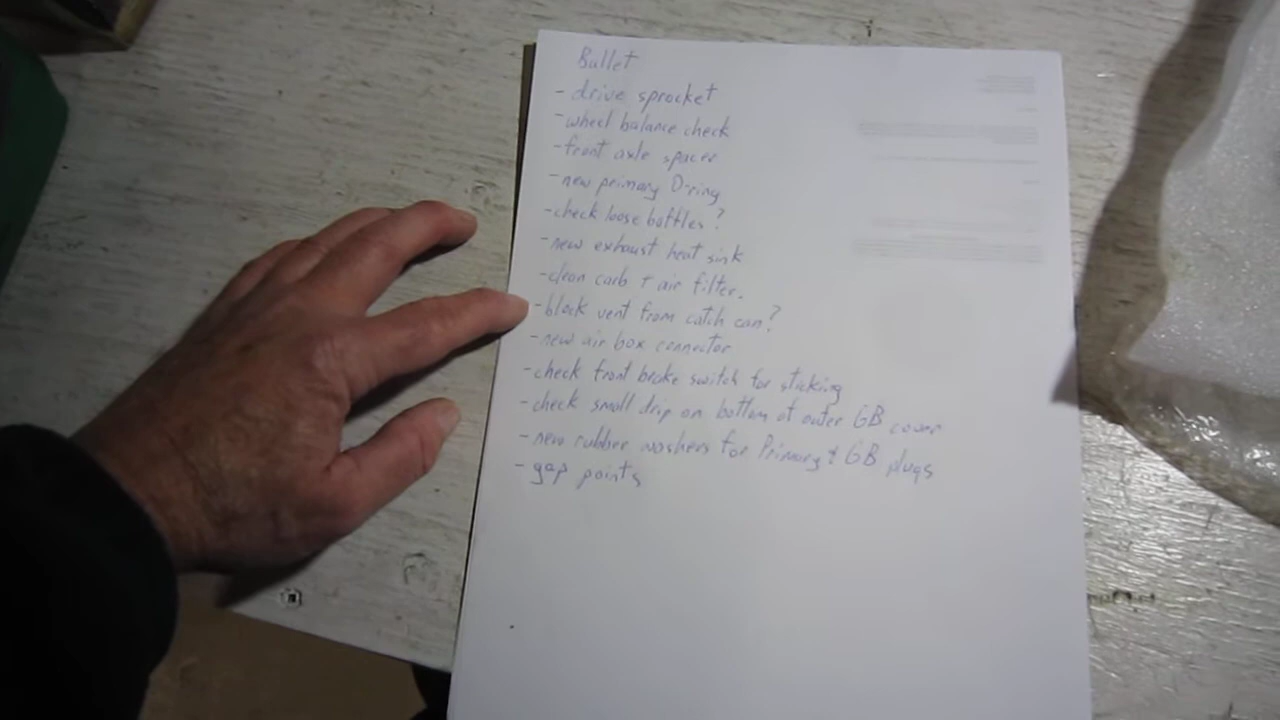 Bullet
- drive sprocket
- wheel balance check
- front axle spacer
- new primary O-ring
- check loose baffles?
- new exhaust heat sink
- clean carb + air filter.
- block vent from catch can?
- new air box connector
- check front brake switch for sticking
- check small drip on bottom of outer GB cover
- new rubber washers for Primary + GB plugs
- gap points